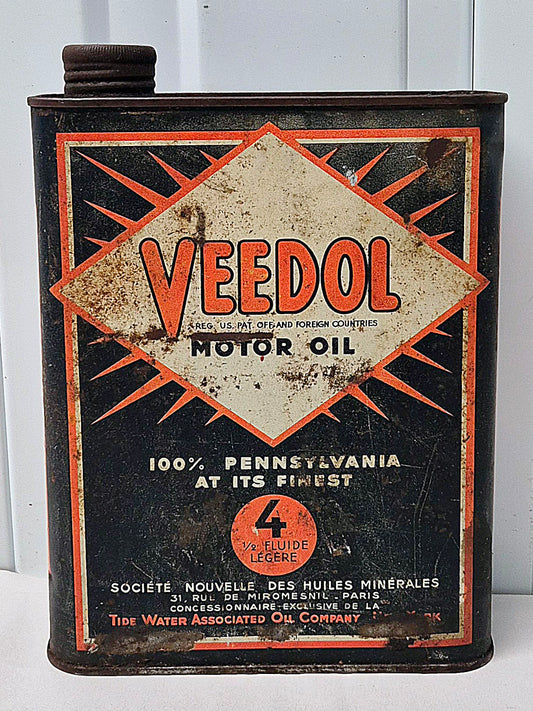 VEEDOL
REG. US. PAT. OFF. AND FOREIGN COUNTRIES
MOTOR OIL
100% PENNSYLVANIA
AT ITS FINEST
4
1/2 FLUIDE
LÉGÈRE
SOCIÉTÉ NOUVELLE DES HUILES MINÉRALES
31, RUE DE MIROMESNIL - PARIS
CONCESSIONNAIRE-EXCLUSIVE DE LA
TIDE WATER ASSOCIATED OIL COMPANY